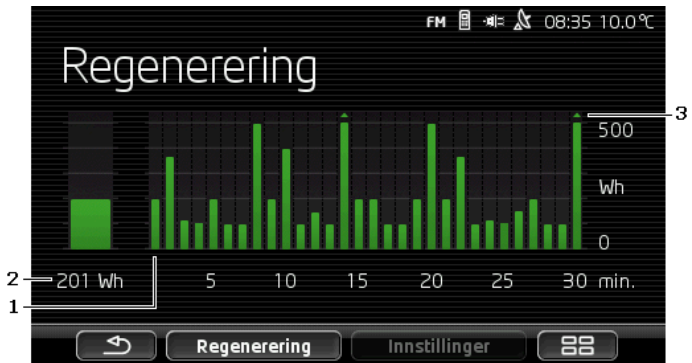 FM 08:35 10.0°C
Regenerering
3
500
Wh
0
2 201 Wh 5 10 15 20 25 30 min.
1
Regenerering Innstillinger